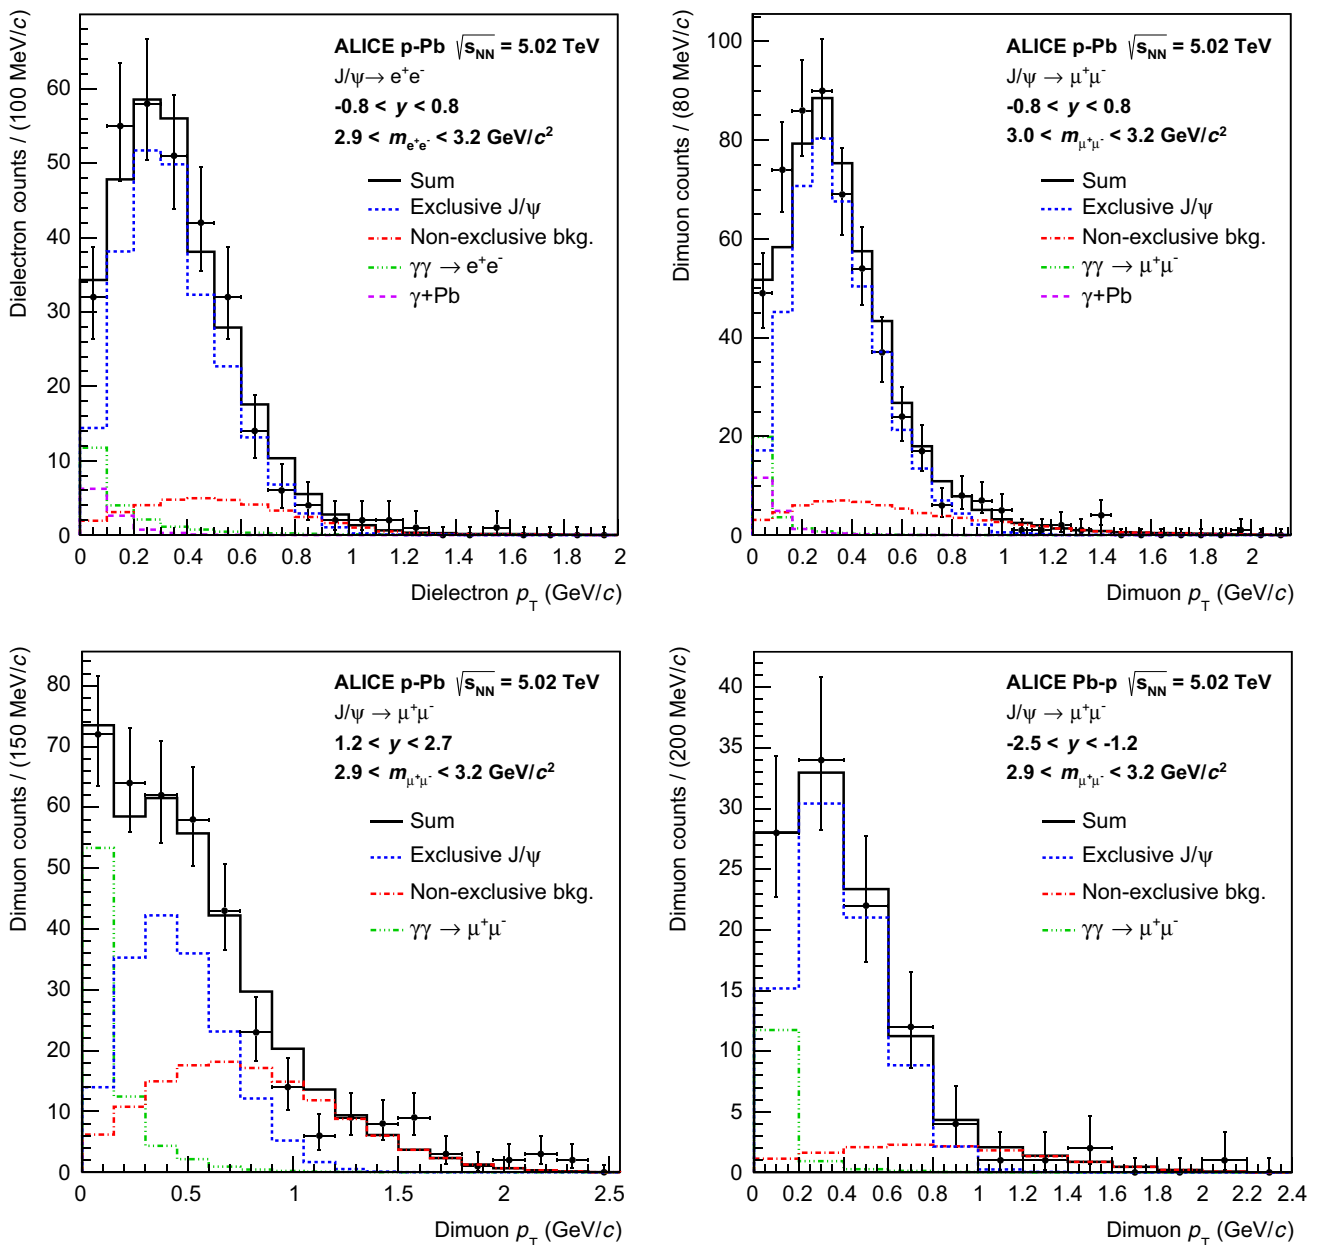 Dielectron counts / (100 MeV/c)
60
50
40
30
20
10
0
ALICE p-Pb √sNN = 5.02 TeV
J/ψ→ e⁺e⁻
-0.8 < y < 0.8
2.9 < mₑ⁺ₑ⁻ < 3.2 GeV/c²
Sum
Exclusive J/ψ
Non-exclusive bkg.
γγ → e⁺e⁻
γ+Pb
0 0.2 0.4 0.6 0.8 1 1.2 1.4 1.6 1.8 2
Dielectron pT (GeV/c)
Dimuon counts / (80 MeV/c)
100
80
60
40
20
0
ALICE p-Pb √sNN = 5.02 TeV
J/ψ → μ⁺μ⁻
-0.8 < y < 0.8
3.0 < mμ⁺μ⁻ < 3.2 GeV/c²
Sum
Exclusive J/ψ
Non-exclusive bkg.
γγ → μ⁺μ⁻
γ+Pb
0 0.2 0.4 0.6 0.8 1 1.2 1.4 1.6 1.8 2
Dimuon pT (GeV/c)
Dimuon counts / (150 MeV/c)
80
70
60
50
40
30
20
10
0
ALICE p-Pb √sNN = 5.02 TeV
J/ψ → μ⁺μ⁻
1.2 < y < 2.7
2.9 < mμ⁺μ⁻ < 3.2 GeV/c²
Sum
Exclusive J/ψ
Non-exclusive bkg.
γγ → μ⁺μ⁻
0 0.5 1 1.5 2 2.5
Dimuon pT (GeV/c)
Dimuon counts / (200 MeV/c)
40
35
30
25
20
15
10
5
0
ALICE Pb-p √sNN = 5.02 TeV
J/ψ → μ⁺μ⁻
-2.5 < y < -1.2
2.9 < mμ⁺μ⁻ < 3.2 GeV/c²
Sum
Exclusive J/ψ
Non-exclusive bkg.
γγ → μ⁺μ⁻
0 0.2 0.4 0.6 0.8 1 1.2 1.4 1.6 1.8 2 2.2 2.4
Dimuon pT (GeV/c)